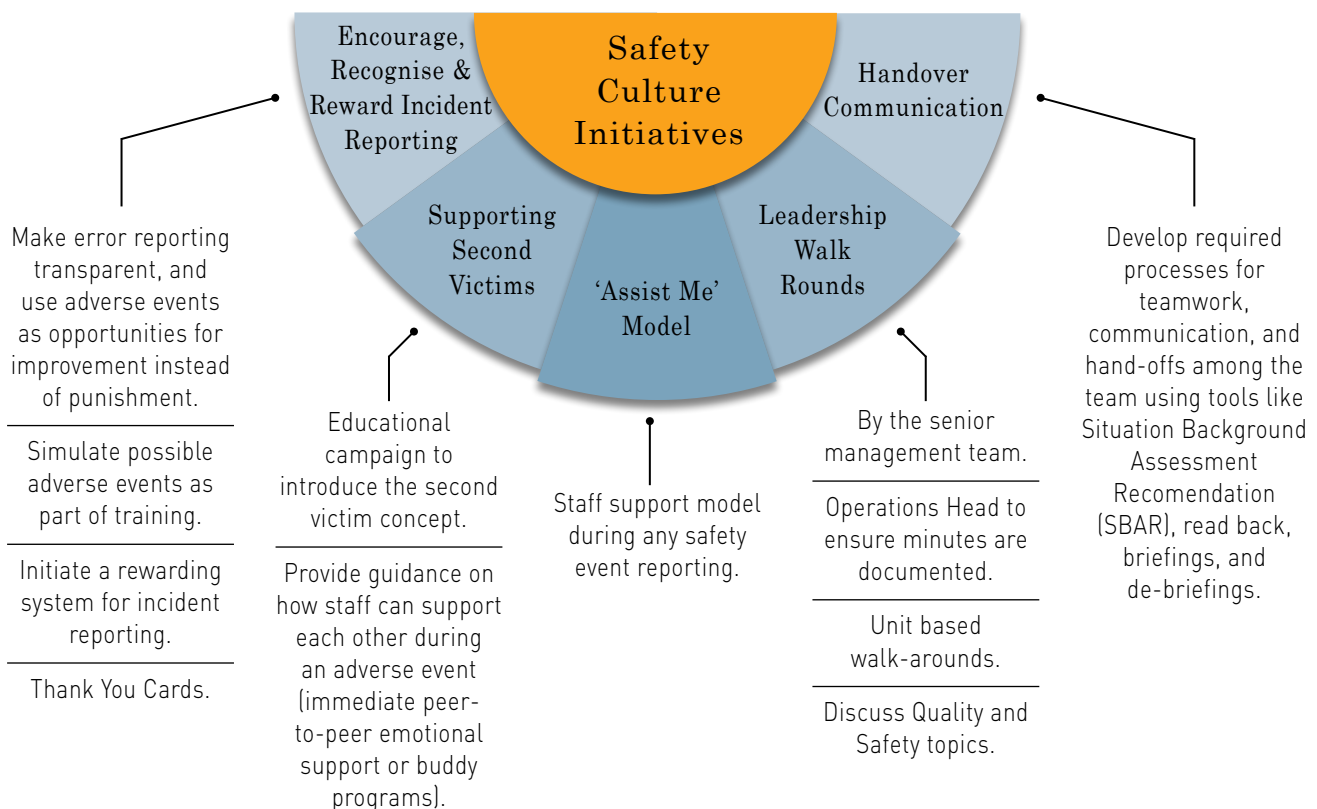 Safety
Culture
Initiatives
Encourage,
Recognise &
Reward Incident
Reporting
Supporting
Second
Victims
'Assist Me'
Model
Leadership
Walk
Rounds
Handover
Communication
Make error reporting
transparent, and
use adverse events
as opportunities for
improvement instead
of punishment.
Simulate possible
adverse events as
part of training.
Initiate a rewarding
system for incident
reporting.
Thank You Cards.
Educational
campaign to
introduce the second
victim concept.
Provide guidance on
how staff can support
each other during
an adverse event
(immediate peer-
to-peer emotional
support or buddy
programs).
Staff support model
during any safety
event reporting.
By the senior
management team.
Operations Head to
ensure minutes are
documented.
Unit based
walk-arounds.
Discuss Quality and
Safety topics.
Develop required
processes for
teamwork,
communication, and
hand-offs among the
team using tools like
Situation Background
Assessment
Recomendation
(SBAR), read back,
briefings, and
de-briefings.